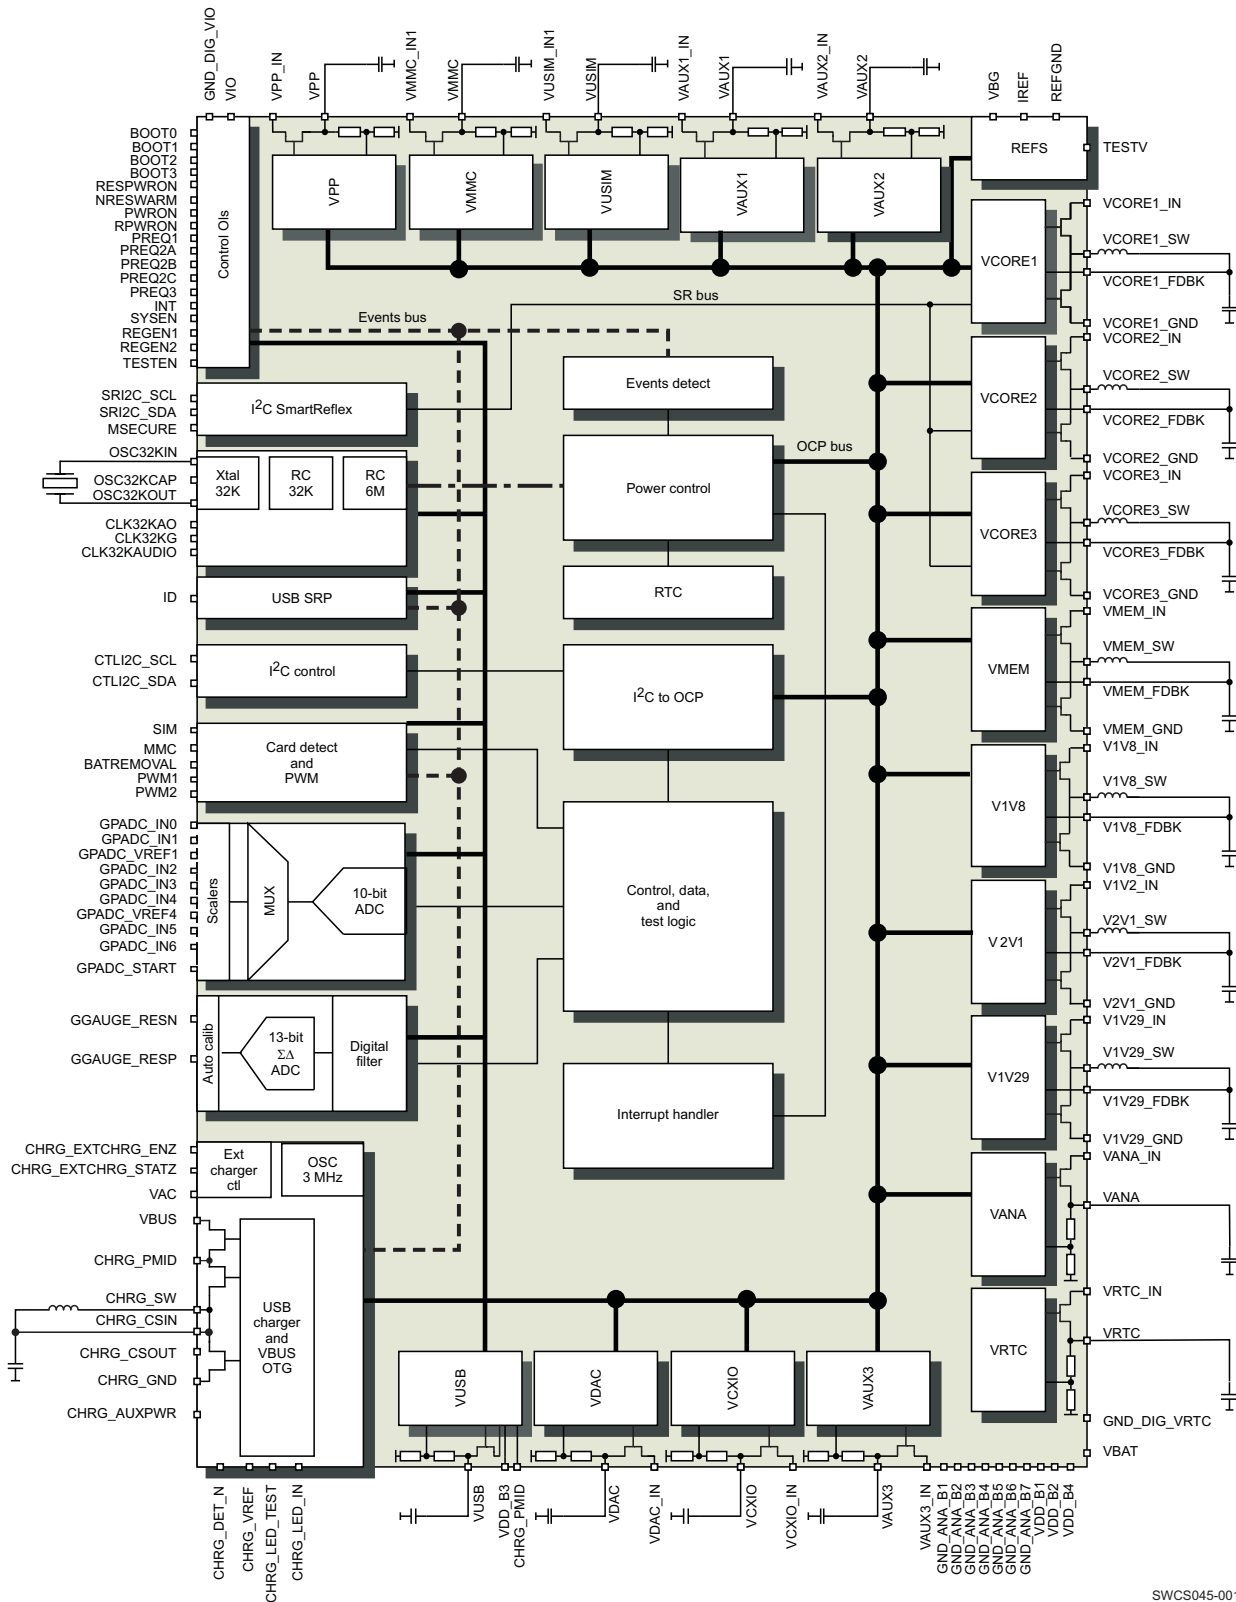 GND_DIG_VIO
VIO
VPP_IN
VPP
VMMC_IN1
VMMC
VUSIM_IN1
VUSIM
VAUX1_IN
VAUX1
VAUX2_IN
VAUX2
VBG
IREF
REFGND
BOOT0
BOOT1
BOOT2
BOOT3
RESPWRON
NRESWARM
PWRON
RPWRON
PREQ1
PREQ2A
PREQ2B
PREQ2C
PREQ3
INT
SYSEN
REGEN1
REGEN2
TESTEN
Control OIs
VPP
VMMC
VUSIM
VAUX1
VAUX2
REFS
TESTV
VCORE1
VCORE1_IN
VCORE1_SW
VCORE1_FDBK
VCORE1_GND
SR bus
Events bus
Events detect
VCORE2
VCORE2_IN
VCORE2_SW
VCORE2_FDBK
VCORE2_GND
SRI2C_SCL
SRI2C_SDA
MSECURE
I2C SmartReflex
OCP bus
Power control
OSC32KIN
OSC32KCAP
OSC32KOUT
CLK32KAO
CLK32KG
CLK32KAUDIO
Xtal
32K
RC
32K
RC
6M
VCORE3
VCORE3_IN
VCORE3_SW
VCORE3_FDBK
VCORE3_GND
ID
USB SRP
RTC
VMEM
VMEM_IN
VMEM_SW
VMEM_FDBK
VMEM_GND
CTLI2C_SCL
CTLI2C_SDA
I2C control
I2C to OCP
SIM
MMC
BATREMOVAL
PWM1
PWM2
Card detect
and
PWM
V1V8
V1V8_IN
V1V8_SW
V1V8_FDBK
V1V8_GND
GPADC_IN0
GPADC_IN1
GPADC_VREF1
GPADC_IN2
GPADC_IN3
GPADC_IN4
GPADC_VREF4
GPADC_IN5
GPADC_IN6
GPADC_START
Scalers
MUX
10-bit
ADC
Control, data,
and
test logic
V2V1
V1V2_IN
V2V1_SW
V2V1_FDBK
V2V1_GND
GGAUGE_RESN
GGAUGE_RESP
Auto calib
13-bit
ΣΔ
ADC
Digital
filter
Interrupt handler
V1V29
V1V29_IN
V1V29_SW
V1V29_FDBK
V1V29_GND
CHRG_EXTCHRG_ENZ
CHRG_EXTCHRG_STATZ
VAC
VBUS
CHRG_PMID
CHRG_SW
CHRG_CSIN
CHRG_CSOUT
CHRG_GND
CHRG_AUXPWR
Ext
charger
ctl
OSC
3 MHz
USB
charger
and
VBUS
OTG
VANA
VANA_IN
VANA
VRTC
VRTC_IN
VRTC
GND_DIG_VRTC
VBAT
VUSB
VDAC
VCXIO
VAUX3
CHRG_DET_N
CHRG_VREF
CHRG_LED_TEST
CHRG_LED_IN
VUSB
VDD_B3
CHRG_PMID
VDAC
VDAC_IN
VCXIO
VCXIO_IN
VAUX3
VAUX3_IN
GND_ANA_B1
GND_ANA_B2
GND_ANA_B3
GND_ANA_B4
GND_ANA_B5
GND_ANA_B6
GND_ANA_B7
VDD_B1
VDD_B2
VDD_B4
SWCS045-001